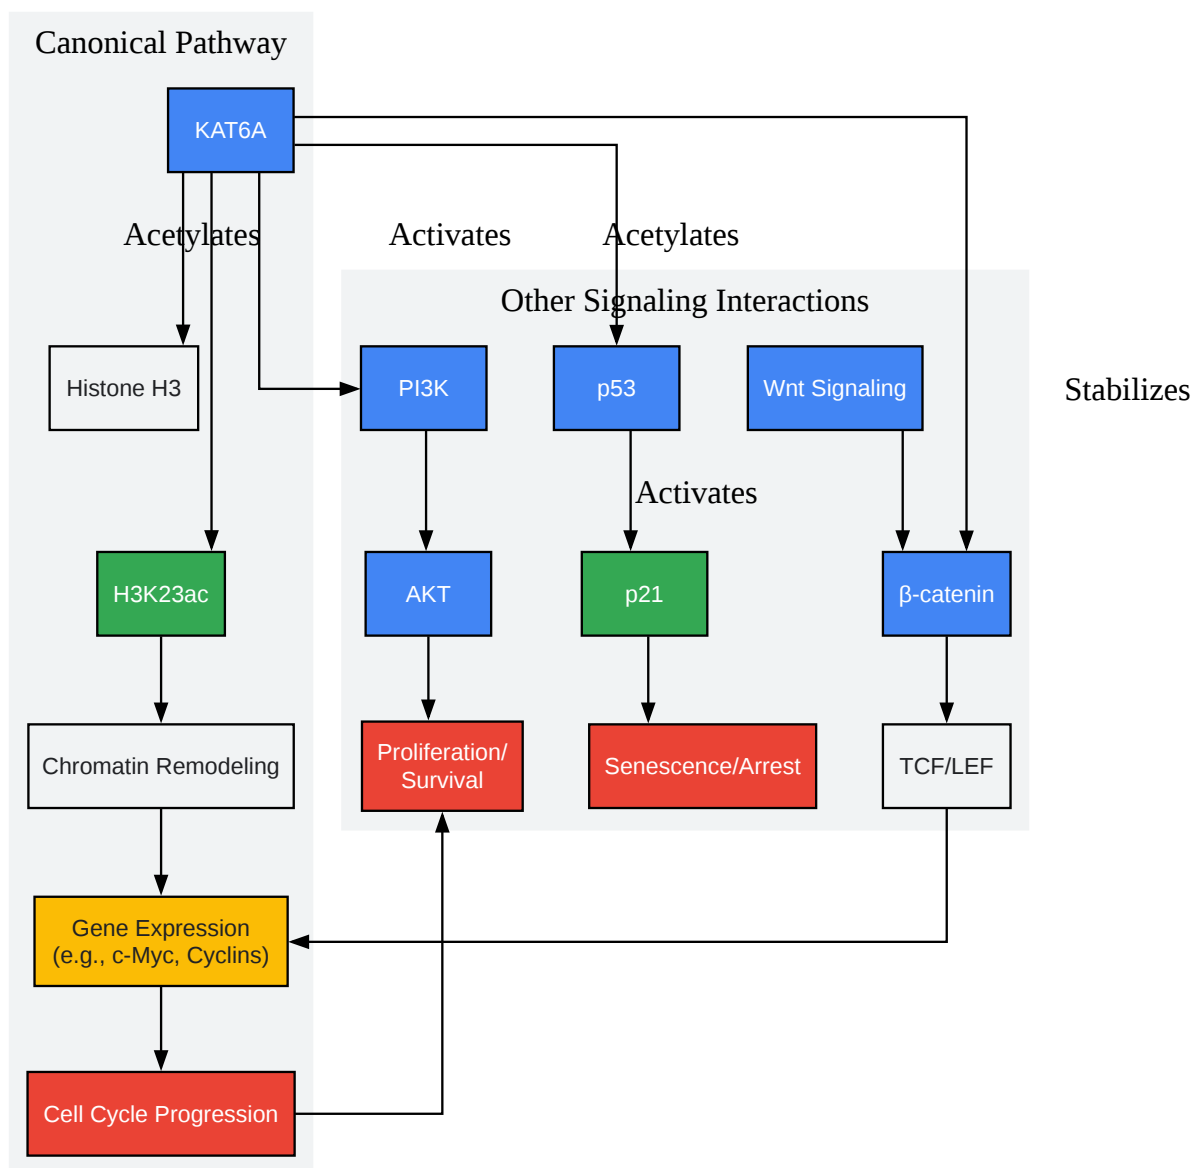 Canonical Pathway
KAT6A
Acetylates
Activates
Acetylates
Other Signaling Interactions
Histone H3
PI3K
p53
Wnt Signaling
Stabilizes
Activates
H3K23ac
AKT
p21
β-catenin
Chromatin Remodeling
Proliferation/
Survival
Senescence/Arrest
TCF/LEF
Gene Expression
(e.g., c-Myc, Cyclins)
Cell Cycle Progression